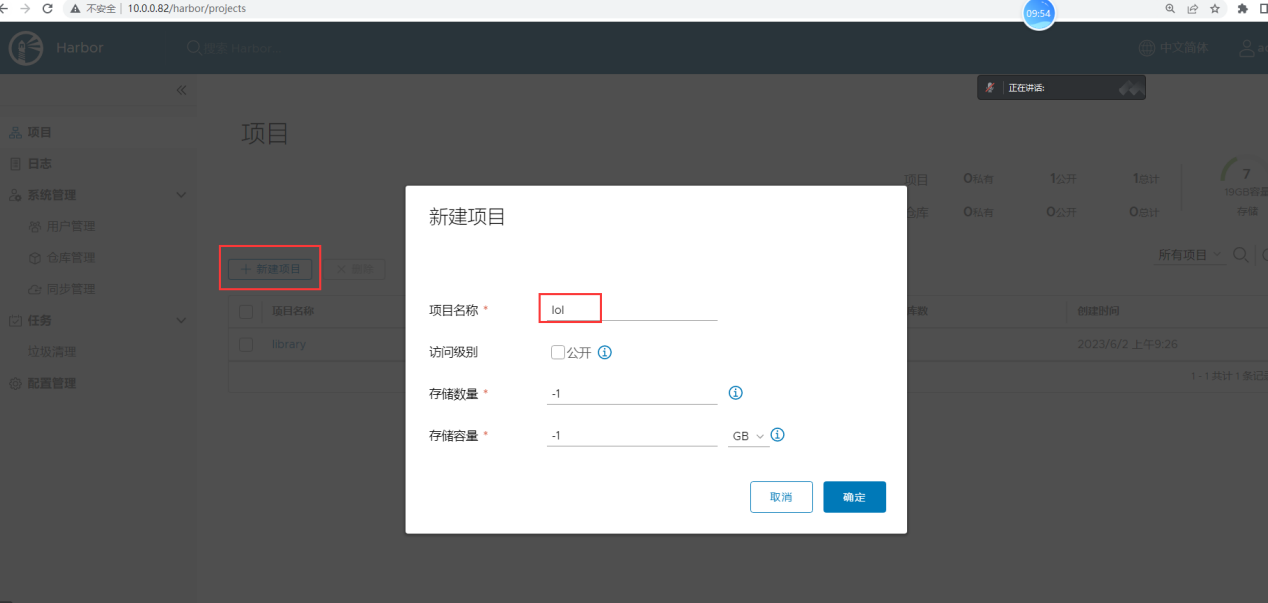 不安全 | 10.0.0.82/harbor/projects
09:54
Harbor
搜索 Harbor...
中文简体
正在讲话:
项目
日志
系统管理
用户管理
仓库管理
同步管理
任务
垃圾清理
配置管理
项目
项目 0私有 1公开 1总计
仓库 0私有 0公开 0总计
7
19GB容量
存储
+ 新建项目
× 删除
所有项目
项目名称
创建时间
library
2023/6/2 上午9:26
1 - 1 共计 1 条记录
新建项目
项目名称 *
lol
访问级别
公开
存储数量 *
-1
存储容量 *
-1
GB
取消
确定